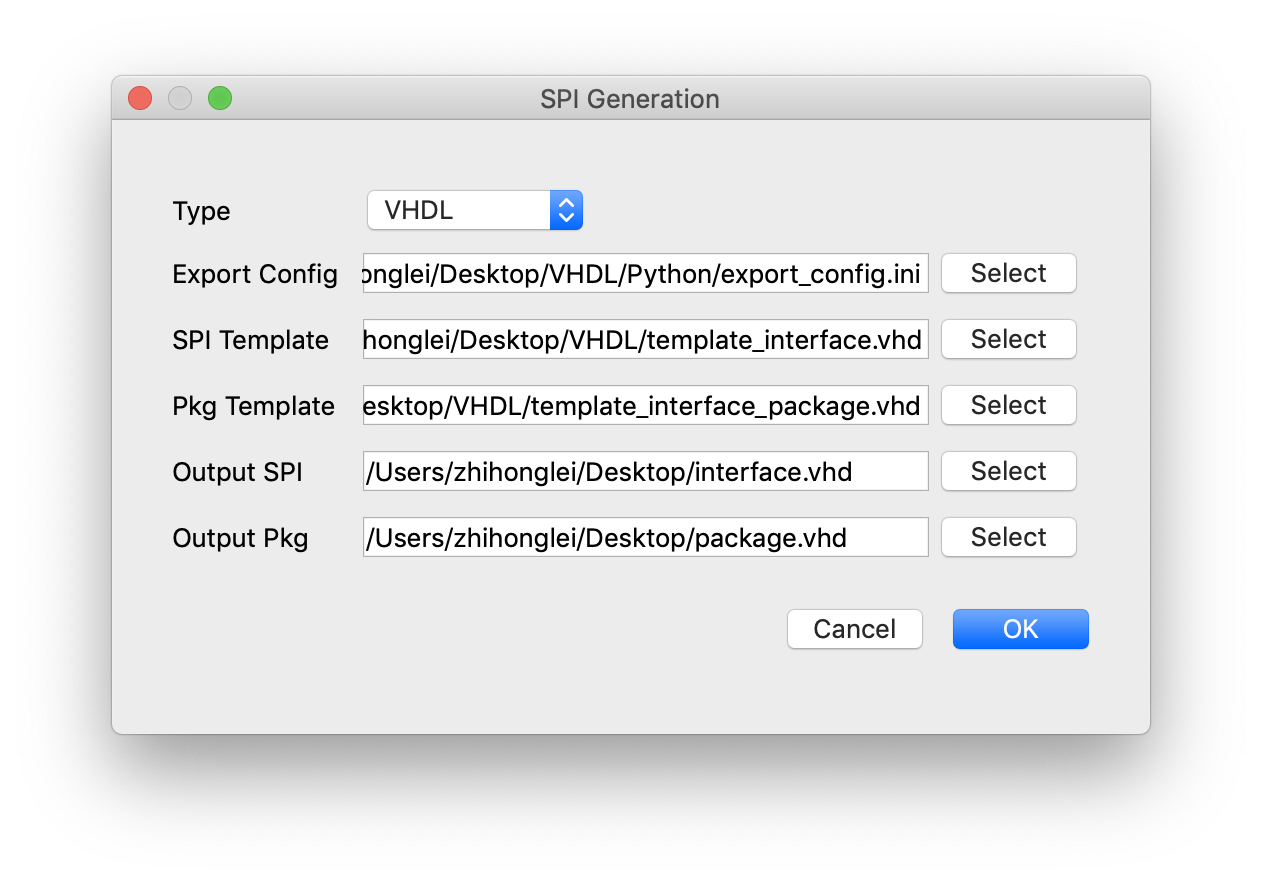 SPI Generation
Type VHDL
Export Config onglei/Desktop/VHDL/Python/export_config.ini Select
SPI Template honglei/Desktop/VHDL/template_interface.vhd Select
Pkg Template esktop/VHDL/template_interface_package.vhd Select
Output SPI /Users/zhihonglei/Desktop/interface.vhd Select
Output Pkg /Users/zhihonglei/Desktop/package.vhd Select
Cancel OK